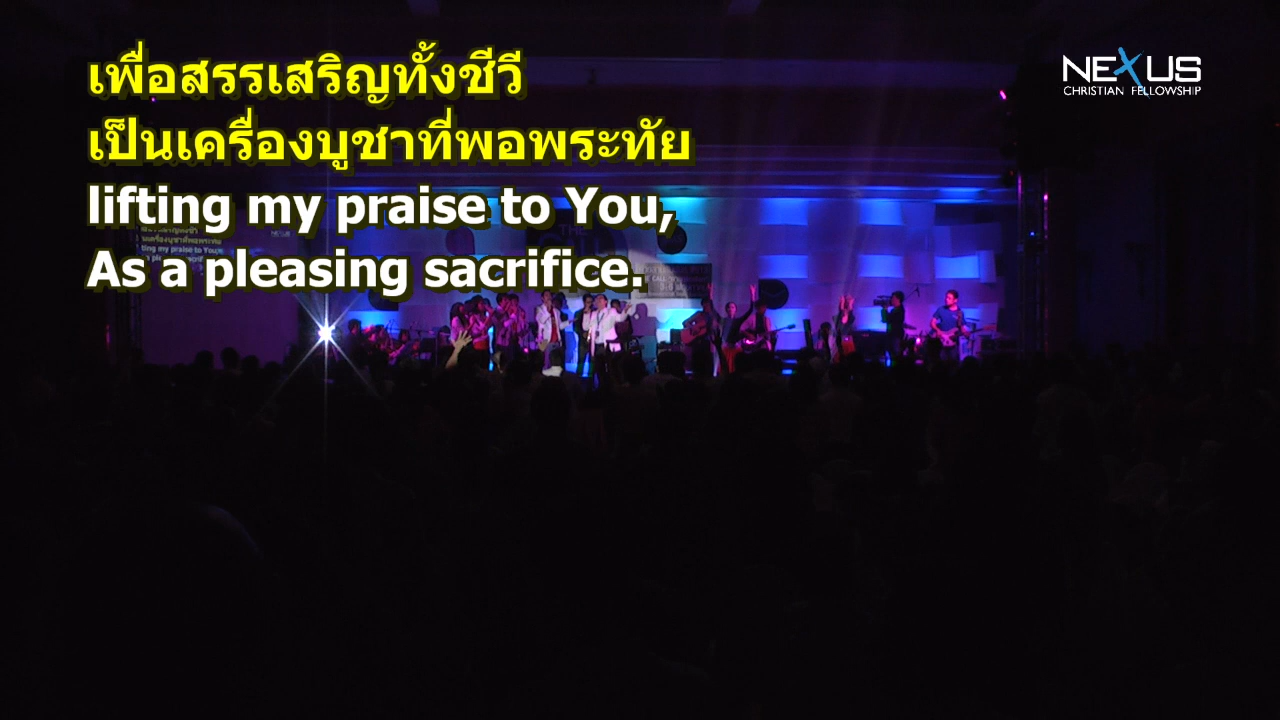 เพื่อสรรเสริญทั้งชีวี
เป็นเครื่องบูชาที่พอพระทัย
lifting my praise to You,
As a pleasing sacrifice.
NEXUS
CHRISTIAN FELLOWSHIP
THE